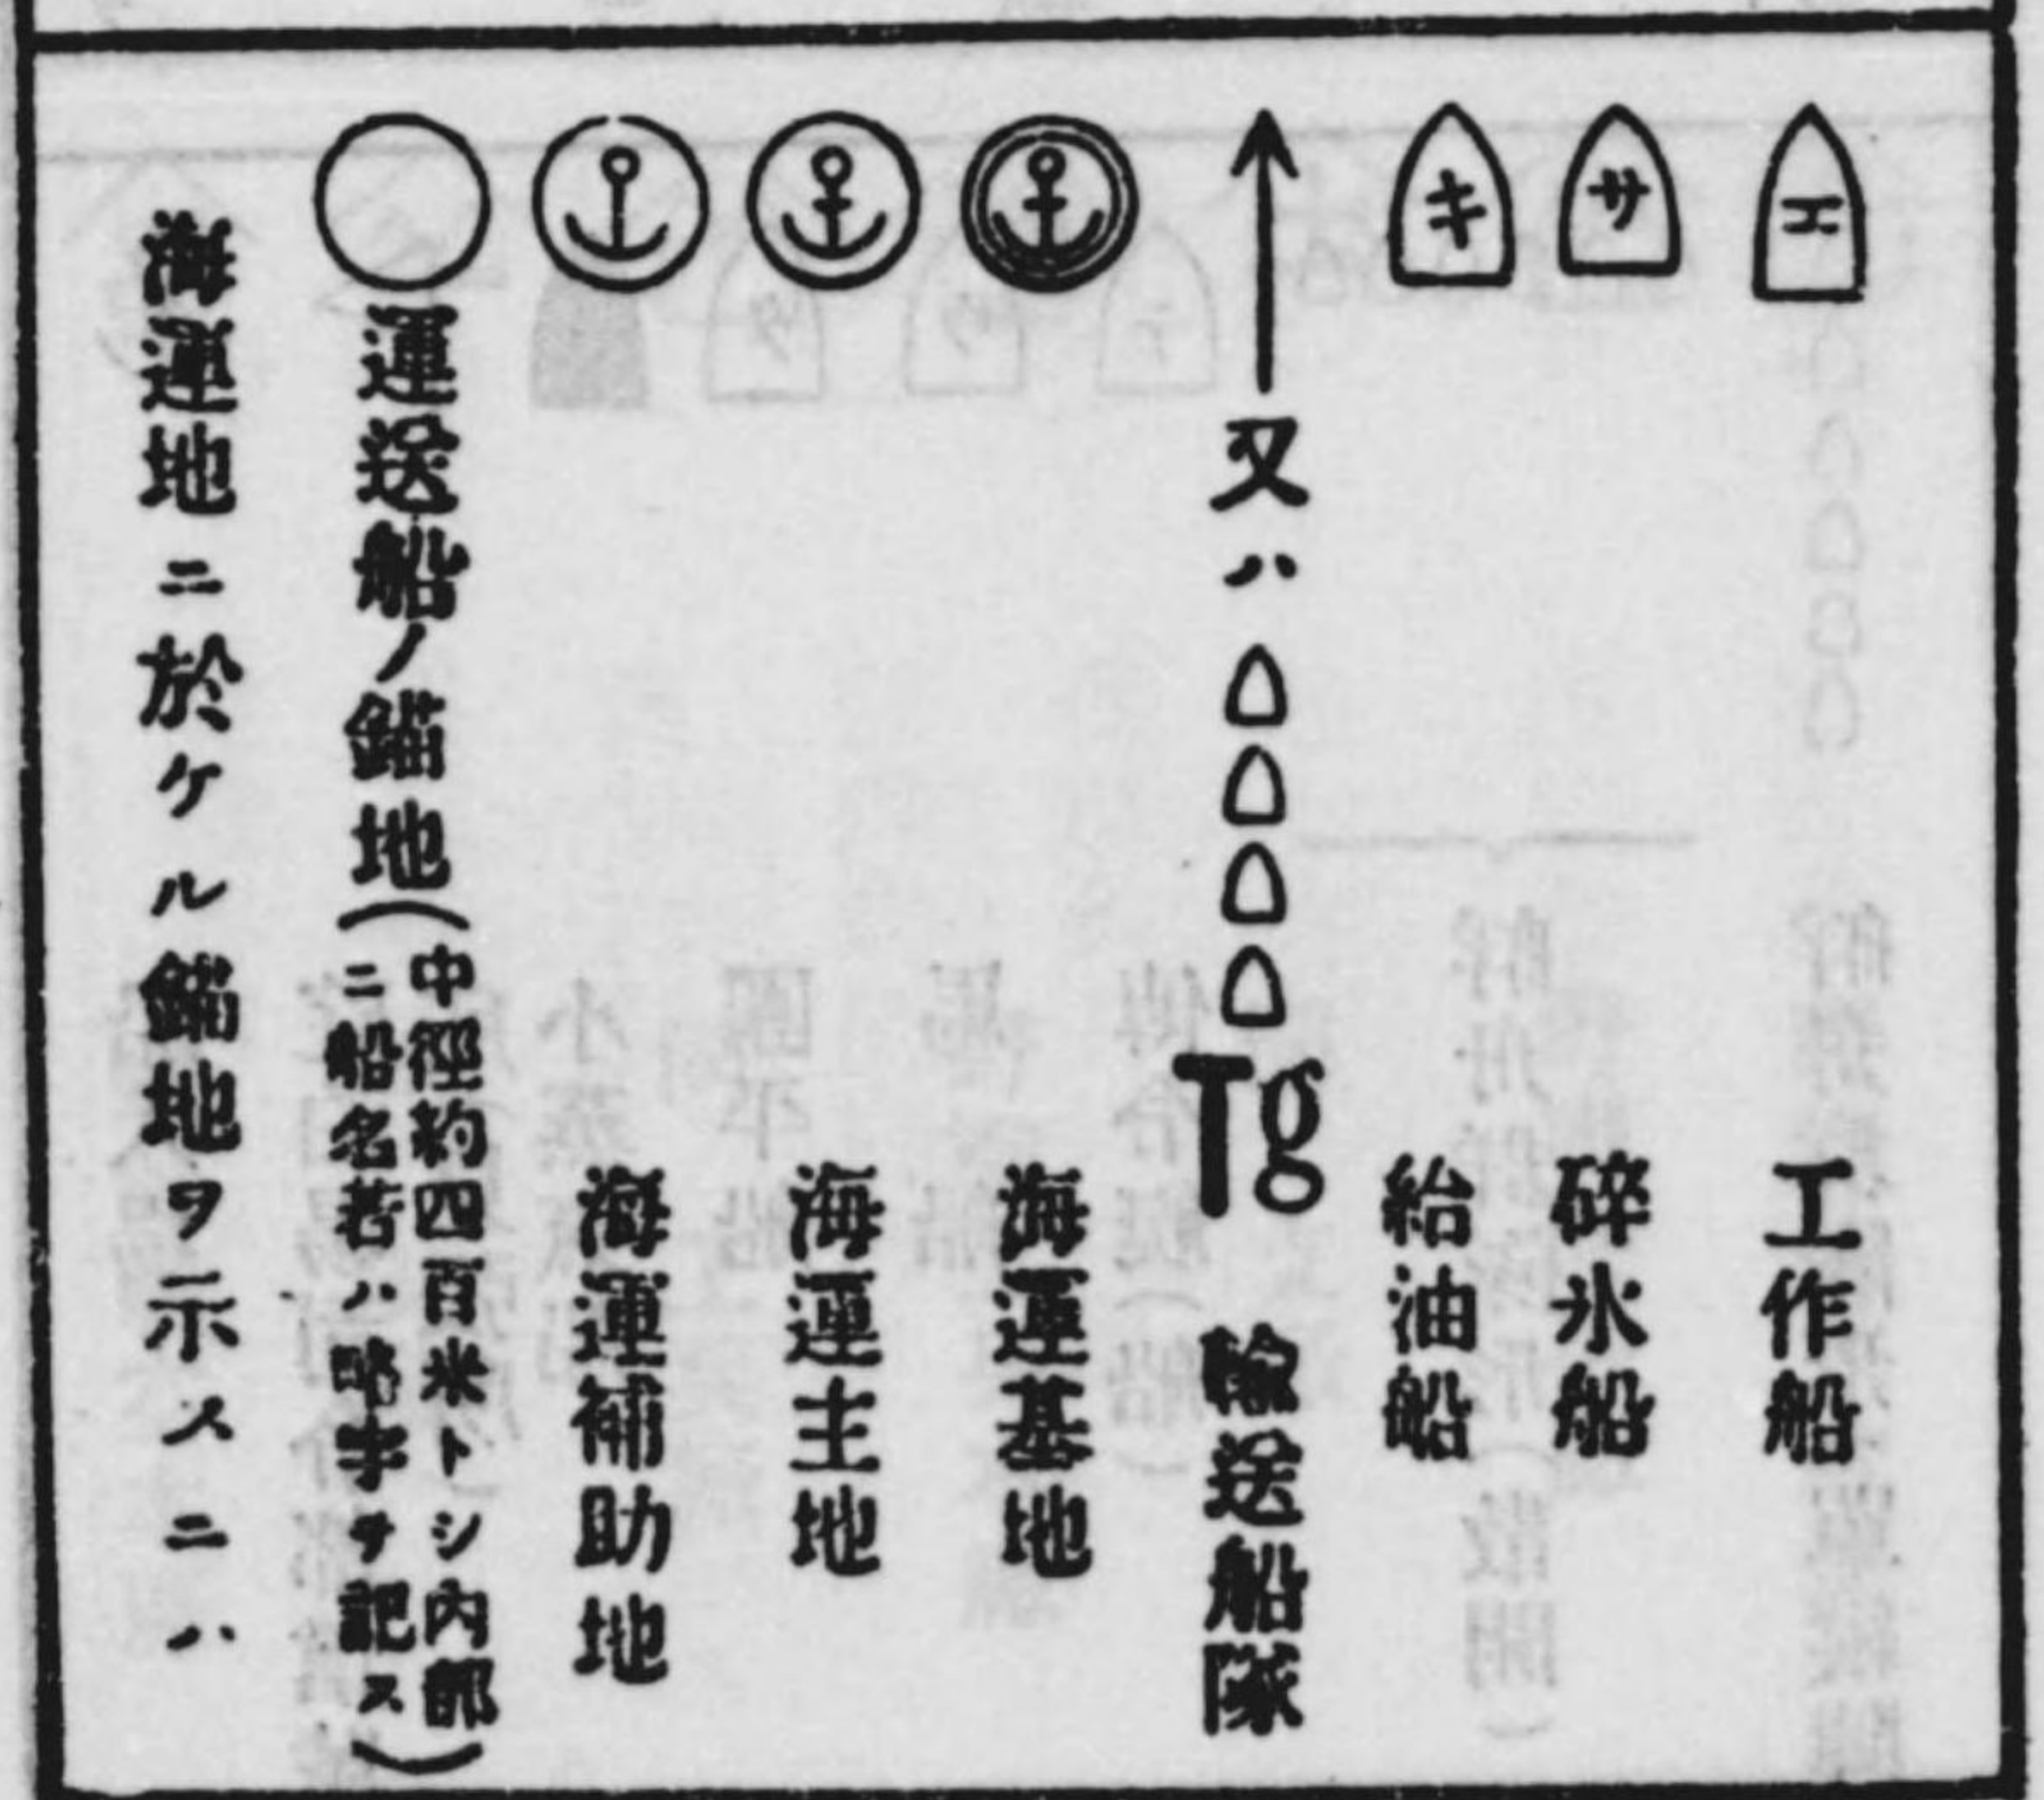 エ 工作船
サ 碎氷船
キ 給油船
又ハ Tg 輸送船隊
海運基地
海運主地
海運補助地
運送船ノ錨地(中徑約四百米トシ內部
ニ船名若ハ略字ヲ記ス)
海運地ニ於ケル錨地ヲ示スニハ